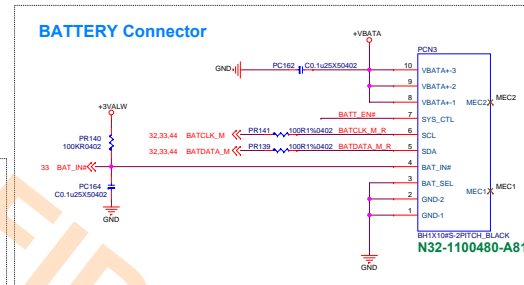 BATTERY Connector
+VBATA
PCN3
GND
PC162
C0.1u25X50402
10
VBATA+-3
9
VBATA+-2
8
VBATA+-1
MEC2
MEC2
BATT_EN#
7
SYS_CTL
+3VALW
32,33,44
BATCLK_M
PR141
100R1%0402
BATCLK_M_R
6
SCL
PR140
100KR0402
32,33,44
BATDATA_M
PR139
100R1%0402
BATDATA_M_R
5
SDA
33
BAT_IN#
4
BAT_IN#
PC164
C0.1u25X50402
3
BAT_SEL
MEC1
MEC1
2
GND-2
1
GND-1
GND
BH1X10#S-2PITCH_BLACK
N32-1100480-A81
GND